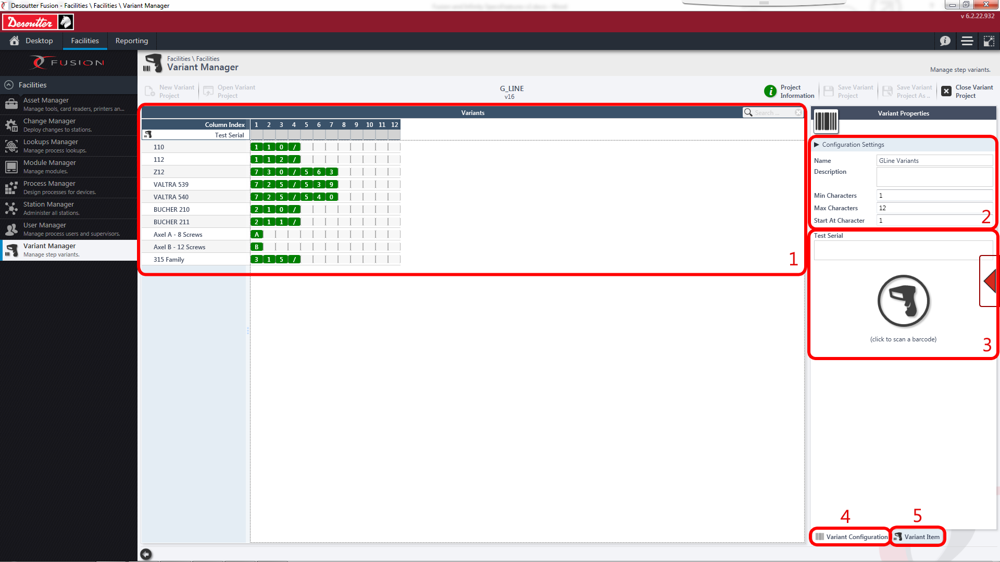 Desoutter Fusion - Facilities \ Facilities \ Variant Manager
v 6.2.22.932
Desoutter
Desktop
Facilities
Reporting
FUSION
Facilities
Asset Manager
Manage tools, card readers, printers an...
Change Manager
Deploy changes to stations.
Lookups Manager
Manage process lookups.
Module Manager
Manage modules.
Process Manager
Design processes for devices.
Station Manager
Administer all stations.
User Manager
Manage process users and supervisors.
Variant Manager
Manage step variants.
Facilities \ Facilities
Variant Manager
Manage step variants.
New Variant
Project
Open Variant
Project
G_LINE
v16
Project
Information
Save Variant
Project
Save Variant
Project As ..
Close Variant
Project
Variants
Search ...
Column Index 1 2 3 4 5 6 7 8 9 10 11 12
Test Serial
110 1 1 0 /
112 1 1 2 /
Z12 7 3 0 / 5 6 3
VALTRA 539 7 2 5 / 5 3 9
VALTRA 540 7 2 5 / 5 4 0
BUCHER 210 2 1 0 /
BUCHER 211 2 1 1 /
Axel A - 8 Screws A
Axel B - 12 Screws B
315 Family 3 1 5 /
1
Variant Properties
Configuration Settings
Name GLine Variants
Description
Min Characters 1
Max Characters 12
Start At Character 1
2
Test Serial
(click to scan a barcode)
3
4
5
Variant Configuration
Variant Item